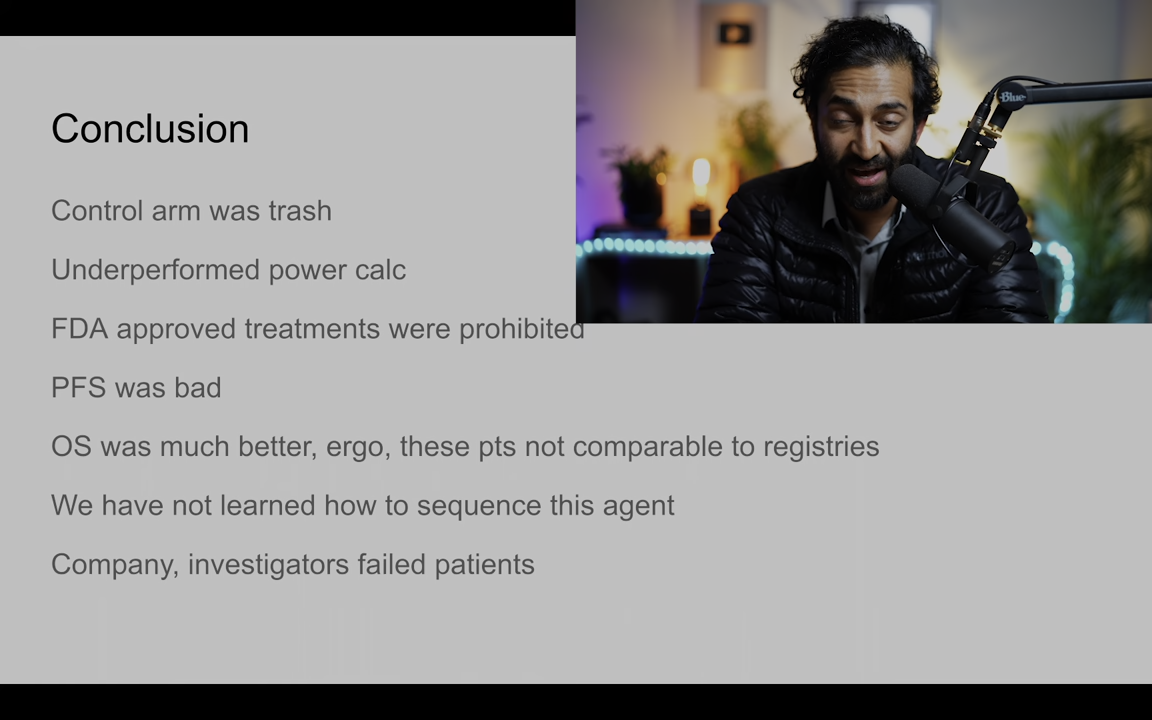 Conclusion
Control arm was trash
Underperformed power calc
FDA approved treatments were prohibited
PFS was bad
OS was much better, ergo, these pts not comparable to registries
We have not learned how to sequence this agent
Company, investigators failed patients
Blue